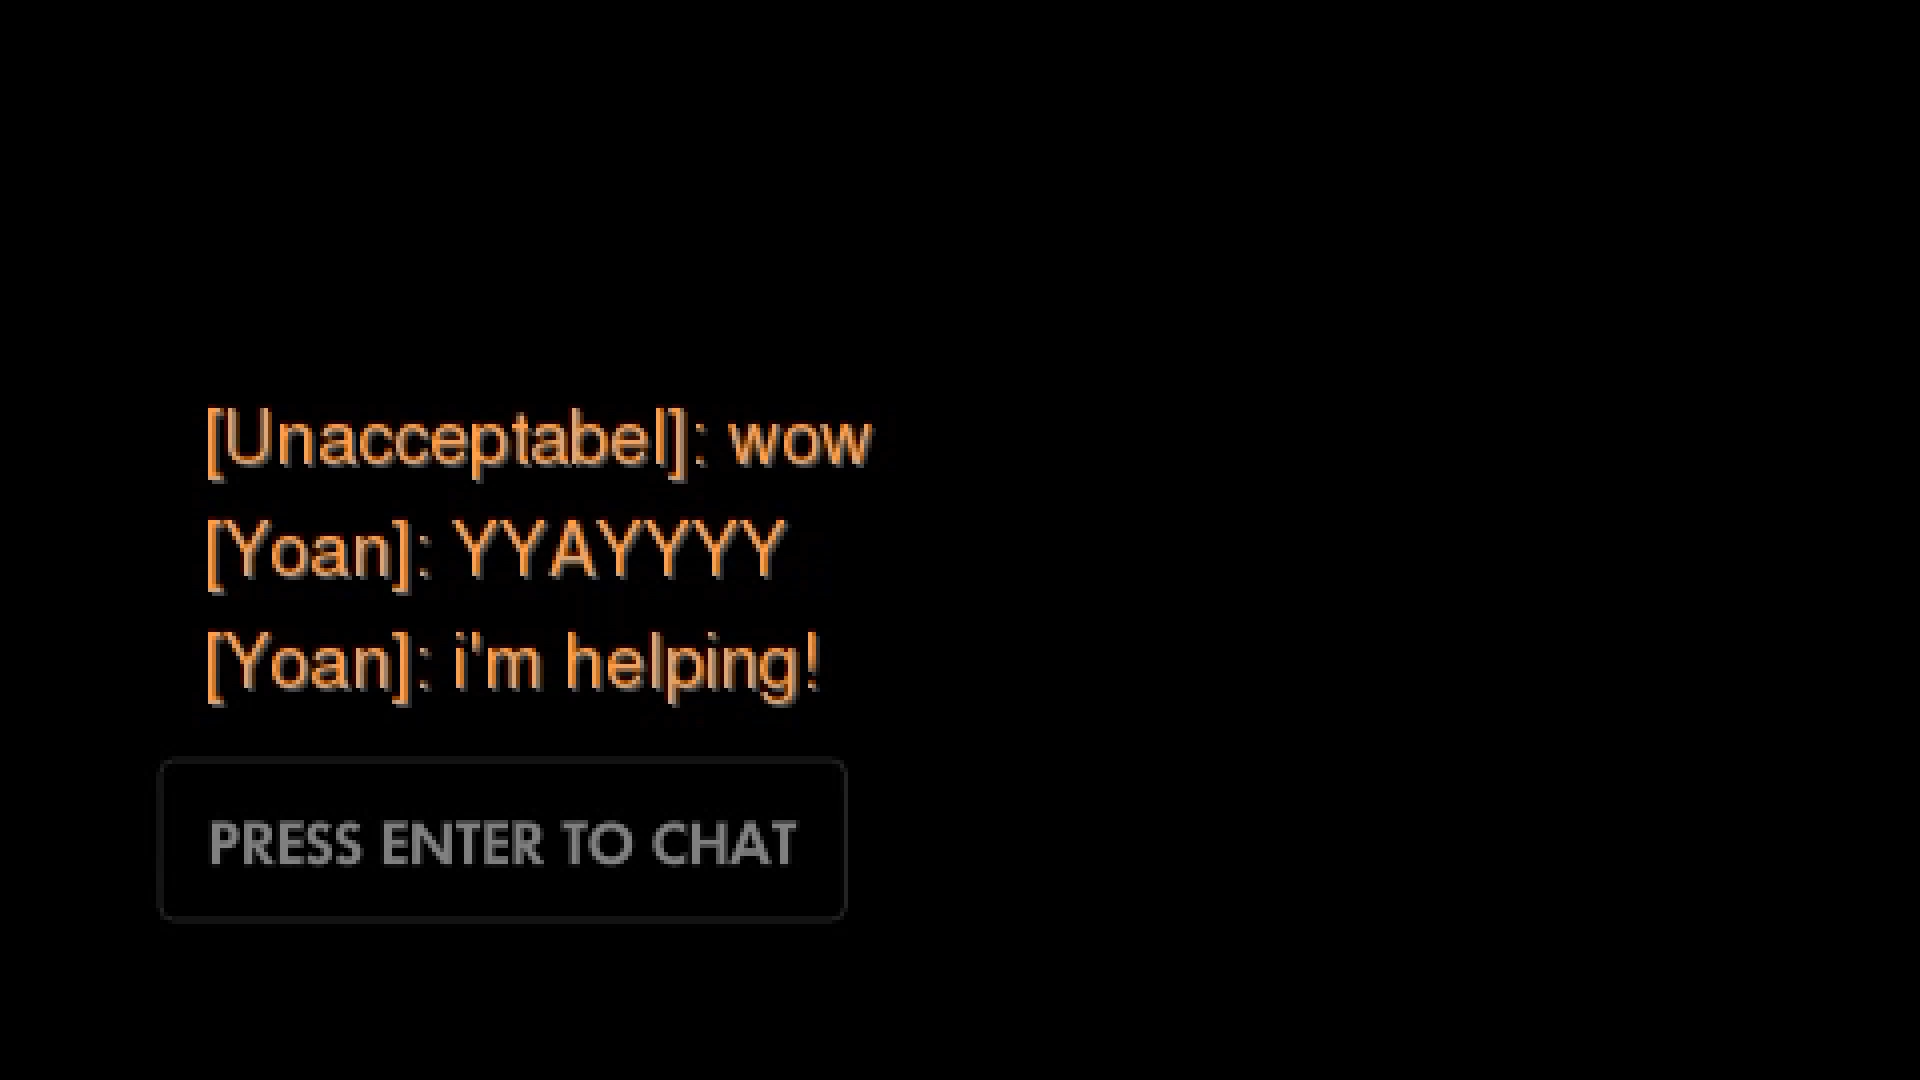 [Unacceptabel]: wow
[Yoan]: YYAYYYY
[Yoan]: i'm helping!
PRESS ENTER TO CHAT